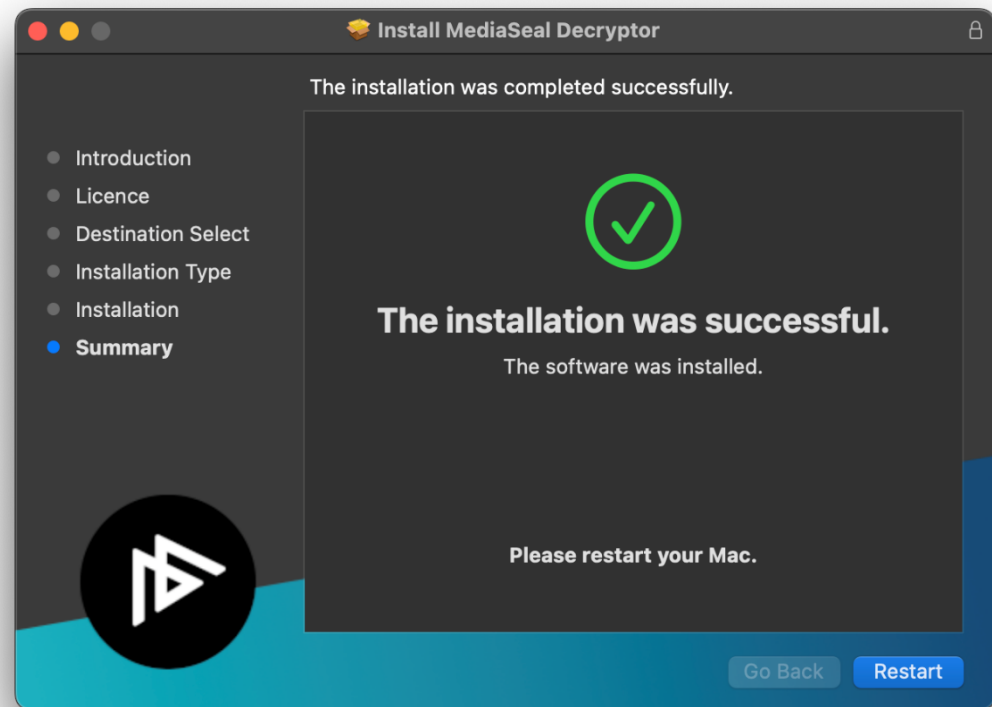 Install MediaSeal Decryptor
The installation was completed successfully.
Introduction
Licence
Destination Select
Installation Type
Installation
Summary
The installation was successful.
The software was installed.
Please restart your Mac.
Go Back
Restart